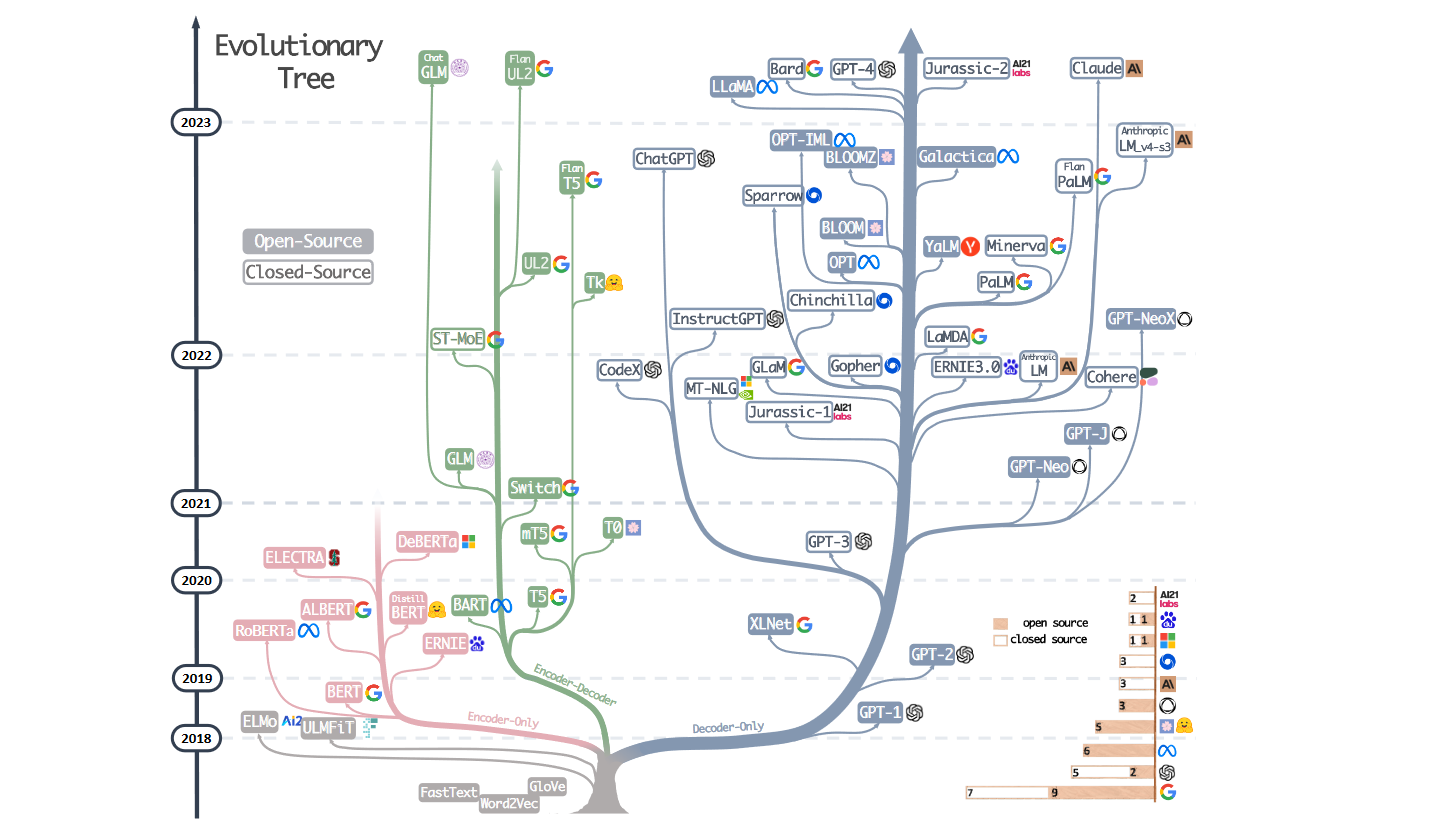 Evolutionary
Tree
2023
2022
2021
2020
2019
2018
Open-Source
Closed-Source
Chat
GLM
Flan
UL2
Flan
T5
UL2
Tk
ST-MoE
GLM
Switch
mT5
T0
T5
BART
DeBERTa
ELECTRA
ALBERT
Distill
BERT
RoBERTa
ERNIE
BERT
ELMo
Ai2
ULMFiT
Encoder-Only
Encoder-Decoder
Decoder-Only
FastText
Word2Vec
GloVe
LLaMA
Bard
GPT-4
Jurassic-2
AI21
labs
Claude
A\
ChatGPT
OPT-IML
BLOOMZ
Galactica
Anthropic
LM_v4-s3
A\
Flan
PaLM
Sparrow
BLOOM
YaLM
Y
Minerva
OPT
PaLM
Chinchilla
InstructGPT
GPT-NeoX
LaMDA
CodeX
GLaM
Gopher
ERNIE3.0
du
Anthropic
LM
A\
Cohere
MT-NLG
Jurassic-1
AI21
labs
GPT-J
GPT-Neo
GPT-3
XLNet
GPT-2
GPT-1
open source
closed source
2
AI21
labs
1 1
1 1
3
3
A\
3
5
6
5 2
7 9